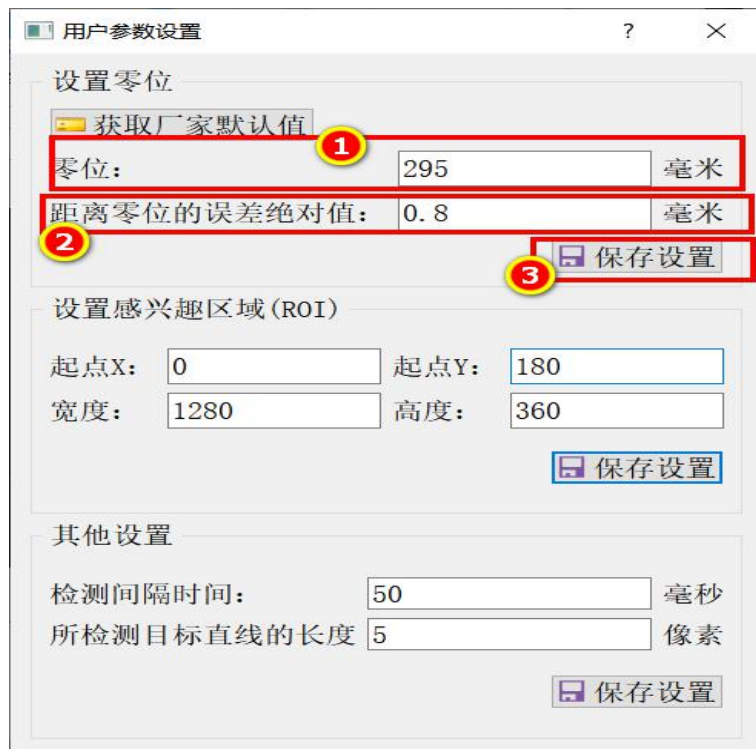 用户参数设置 ? ×
设置零位
获取厂家默认值
1
零位: 295 毫米
距离零位的误差绝对值: 0.8 毫米
2
3 保存设置
设置感兴趣区域(ROI)
起点X: 0 起点Y: 180
宽度: 1280 高度: 360
保存设置
其他设置
检测间隔时间: 50 毫秒
所检测目标直线的长度 5 像素
保存设置